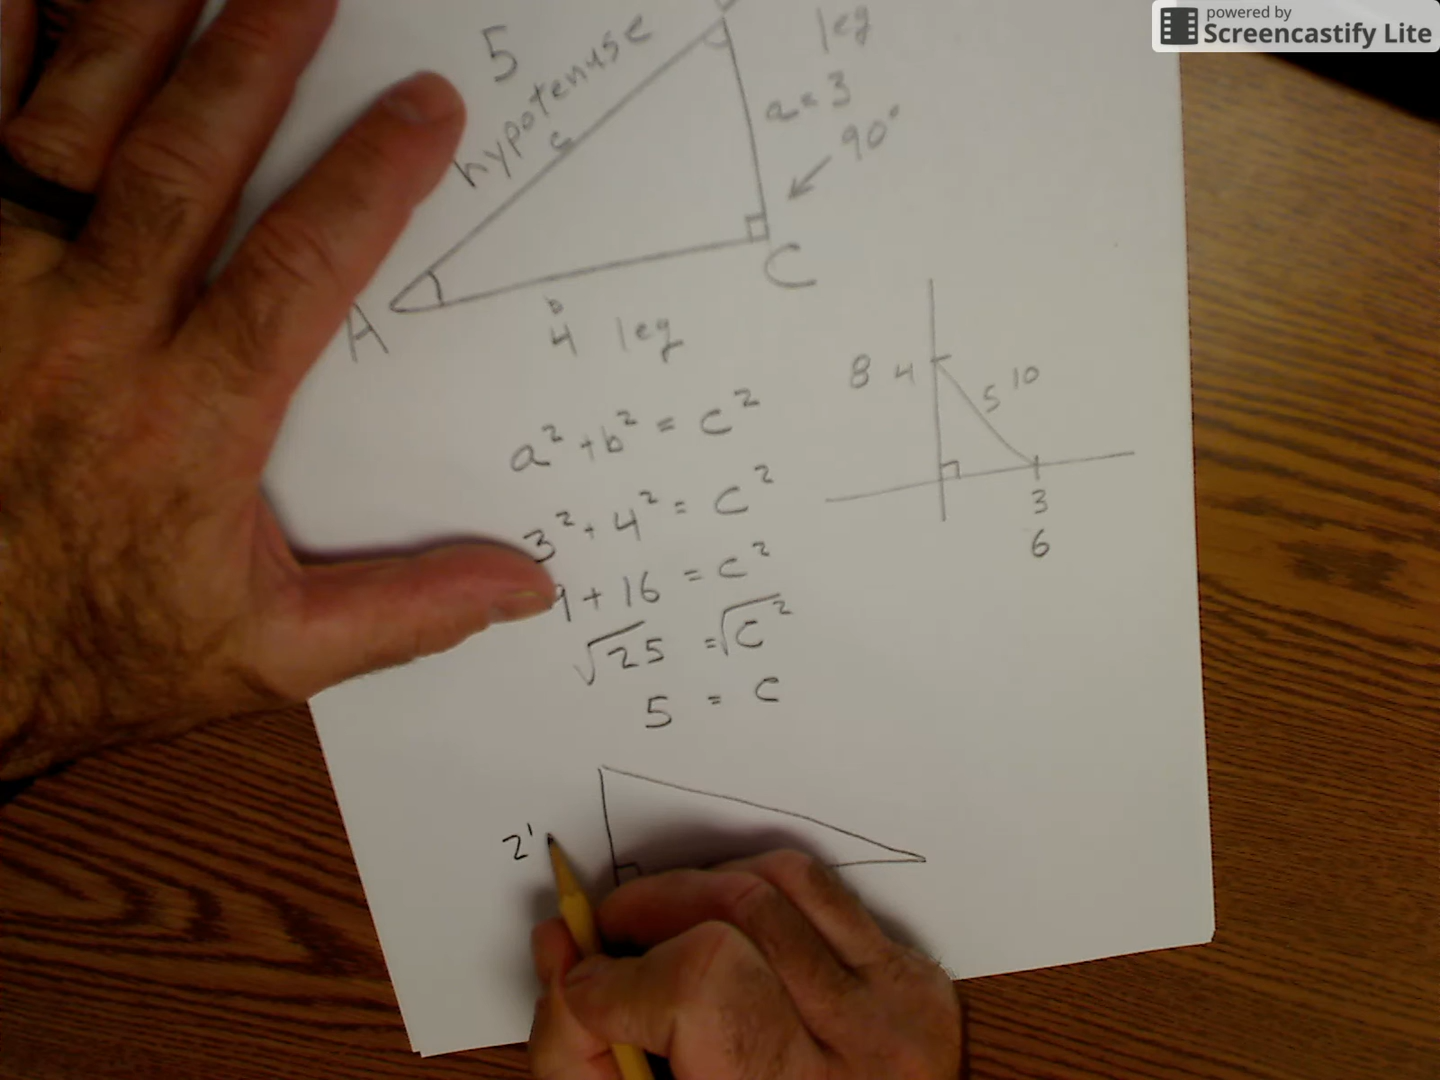 powered by
Screencastify Lite
5
hypotenuse
c
leg
a = 3
90°
A
C
b
4 leg
a² + b² = c²
3² + 4² = c²
9 + 16 = c²
√25 = √c²
5 = c
8 4
5 10
3
6
2'